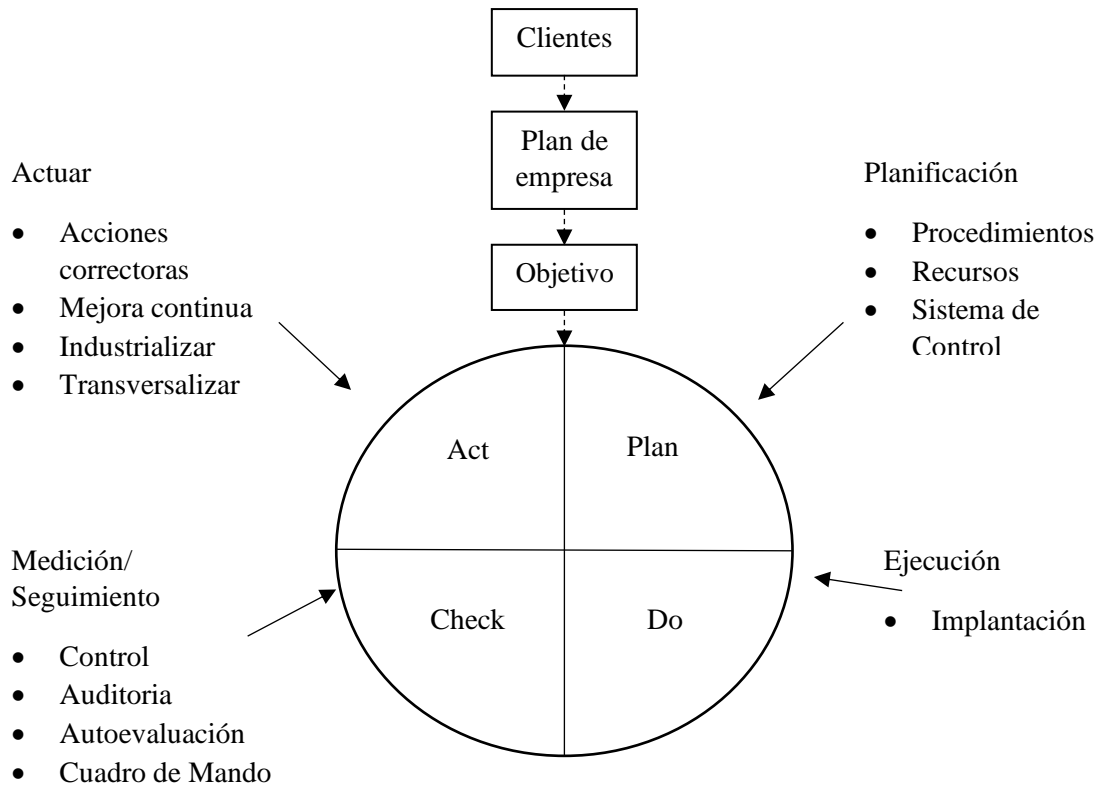 Clientes
Plan de
empresa
Objetivo
Actuar
• Acciones
correctoras
• Mejora continua
• Industrializar
• Transversalizar
Planificación
• Procedimientos
• Recursos
• Sistema de
Control
Act
Plan
Check
Do
Medición/
Seguimiento
• Control
• Auditoria
• Autoevaluación
• Cuadro de Mando
Ejecución
• Implantación